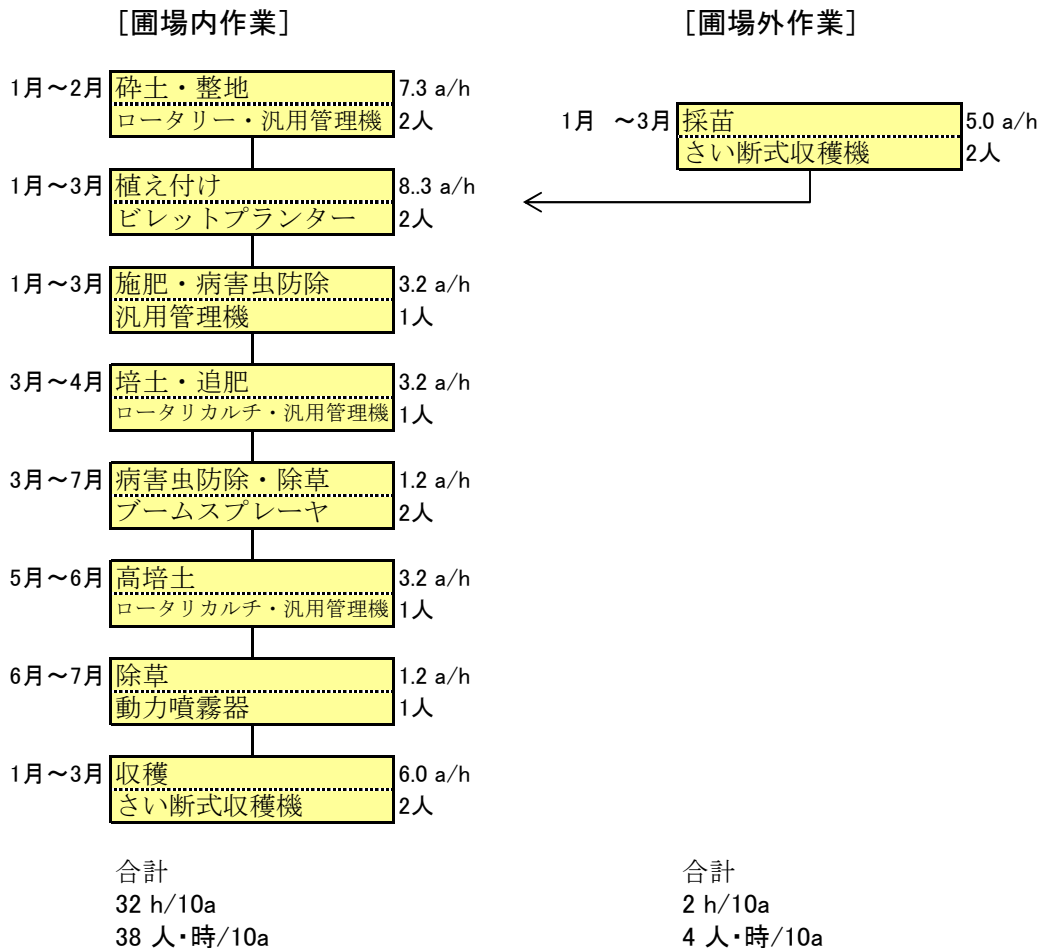 ［圃場内作業］
［圃場外作業］
1月～2月 砕土・整地 7.3 a/h
ロータリー・汎用管理機 2人
1月～3月 植え付け 8..3 a/h
ビレットプランター 2人
1月～3月 施肥・病害虫防除 3.2 a/h
汎用管理機 1人
3月～4月 培土・追肥 3.2 a/h
ロータリカルチ・汎用管理機 1人
3月～7月 病害虫防除・除草 1.2 a/h
ブームスプレーヤ 2人
5月～6月 高培土 3.2 a/h
ロータリカルチ・汎用管理機 1人
6月～7月 除草 1.2 a/h
動力噴霧器 1人
1月～3月 収穫 6.0 a/h
さい断式収穫機 2人
合計
32 h/10a
38 人・時/10a
1月　～3月 採苗 5.0 a/h
さい断式収穫機 2人
合計
2 h/10a
4 人・時/10a